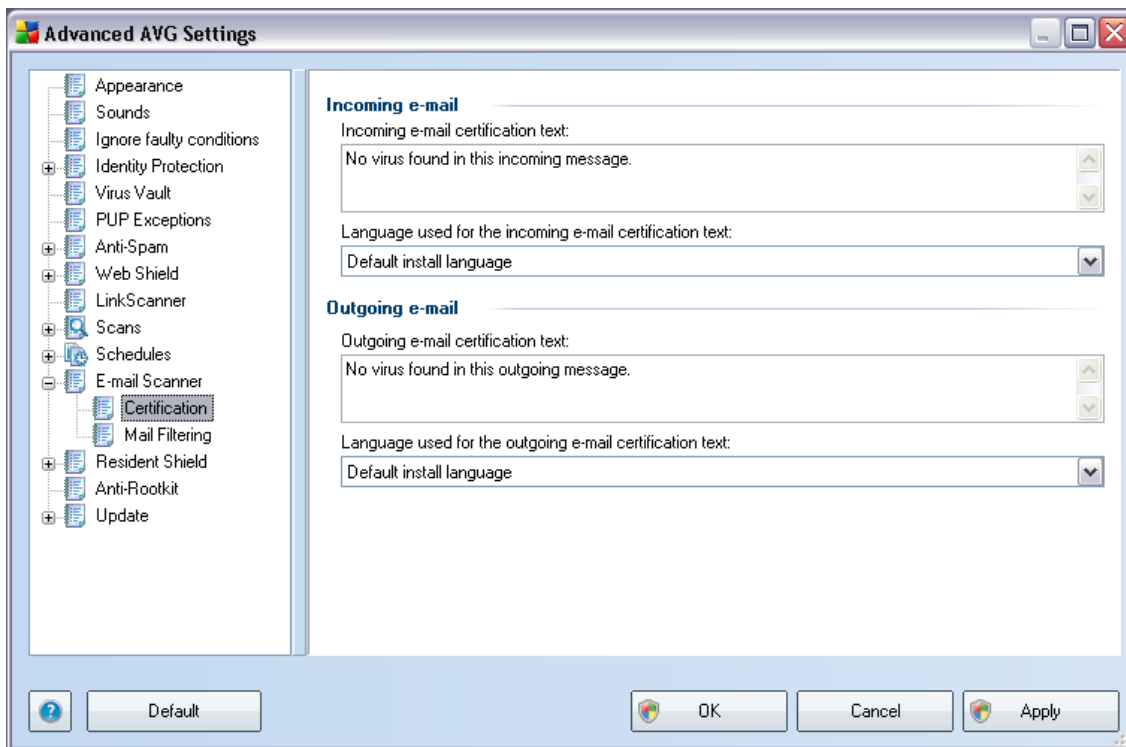 Advanced AVG Settings
Appearance
Sounds
Ignore faulty conditions
Identity Protection
Virus Vault
PUP Exceptions
Anti-Spam
Web Shield
LinkScanner
Scans
Schedules
E-mail Scanner
Certification
Mail Filtering
Resident Shield
Anti-Rootkit
Update
Incoming e-mail
Incoming e-mail certification text:
No virus found in this incoming message.
Language used for the incoming e-mail certification text:
Default install language
Outgoing e-mail
Outgoing e-mail certification text:
No virus found in this outgoing message.
Language used for the outgoing e-mail certification text:
Default install language
? Default OK Cancel Apply